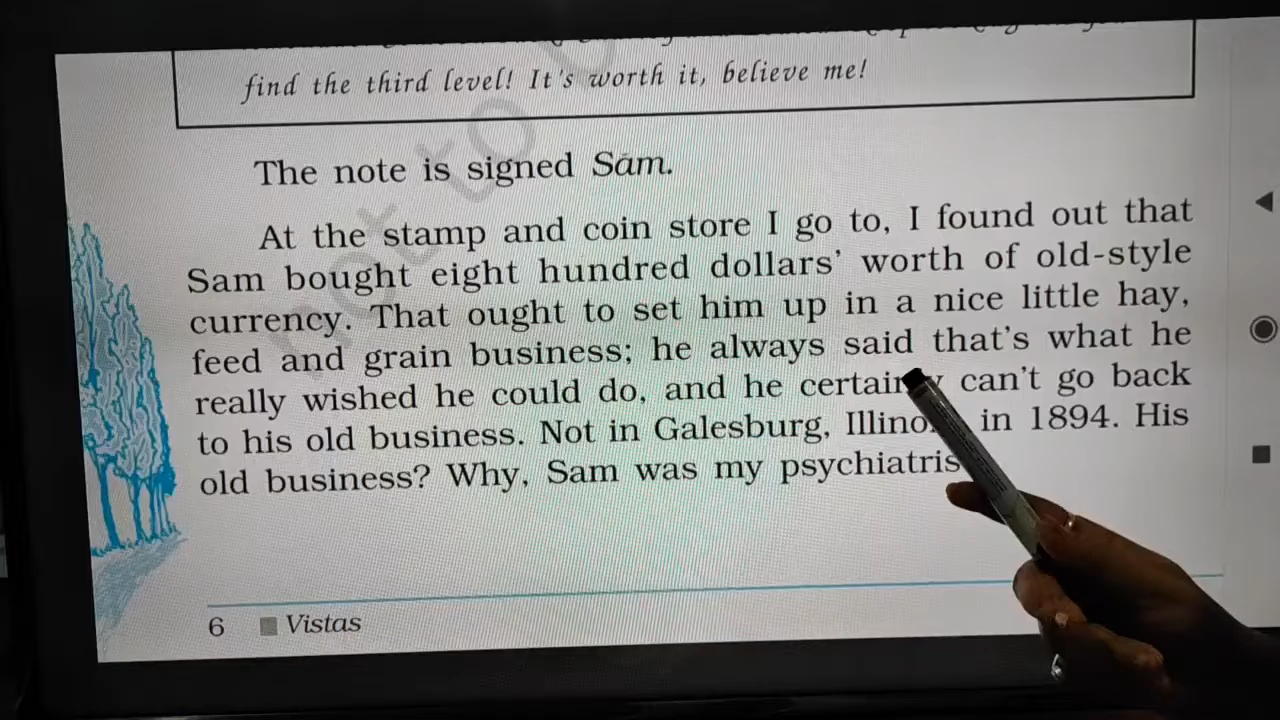 find the third level! It's worth it, believe me!
The note is signed Sam.
At the stamp and coin store I go to, I found out that
Sam bought eight hundred dollars' worth of old-style
currency. That ought to set him up in a nice little hay,
feed and grain business; he always said that's what he
really wished he could do, and he can't go back
to his old business. Not in Galesburg, in 1894. His
old business? Why, Sam was my
6 Vistas
not to